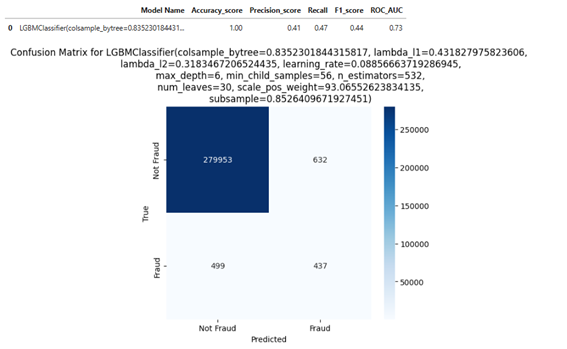 Model Name Accuracy_score Precision_score Recall F1_score ROC_AUC
0 LGBMClassifier(colsample_bytree=0.835230184431... 1.00 0.41 0.47 0.44 0.73
Confusion Matrix for LGBMClassifier(colsample_bytree=0.8352301844315817, lambda_l1=0.431827975823606,
lambda_l2=0.3183467206524435, learning_rate=0.08856663719286945,
max_depth=6, min_child_samples=56, n_estimators=532,
num_leaves=30, scale_pos_weight=93.06552623834135,
subsample=0.8526409671927451)
Not Fraud
279953
632
250000
200000
True
150000
Fraud
499
437
100000
50000
Not Fraud
Fraud
Predicted